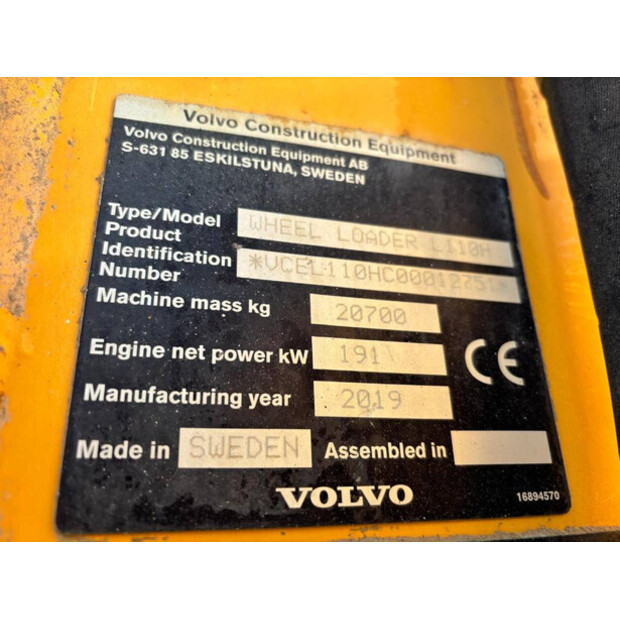 Volvo Construction Equipment
Volvo Construction Equipment AB
S-631 85 ESKILSTUNA, SWEDEN
Type/Model WHEEL LOADER L110H
Product
Identification *VCEL110HC00012751*
Number
Machine mass kg 20700
Engine net power kW 191
CE
Manufacturing year 2019
Made in SWEDEN Assembled in
VOLVO
16894570